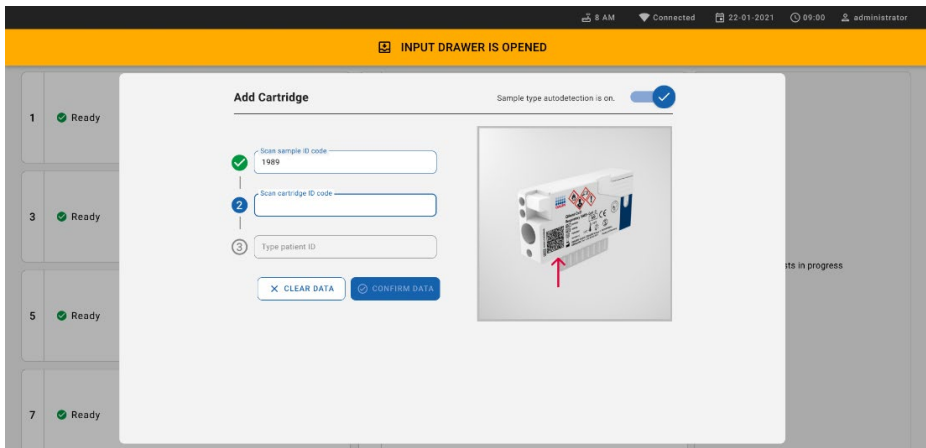 8 AM Connected 22-01-2021 09:00 administrator
INPUT DRAWER IS OPENED
Add Cartridge
Sample type autodetection is on.
1 Ready
Scan sample ID code
1989
Scan cartridge ID code
2
3 Ready
3 Type patient ID
sts in progress
CLEAR DATA CONFIRM DATA
5 Ready
7 Ready